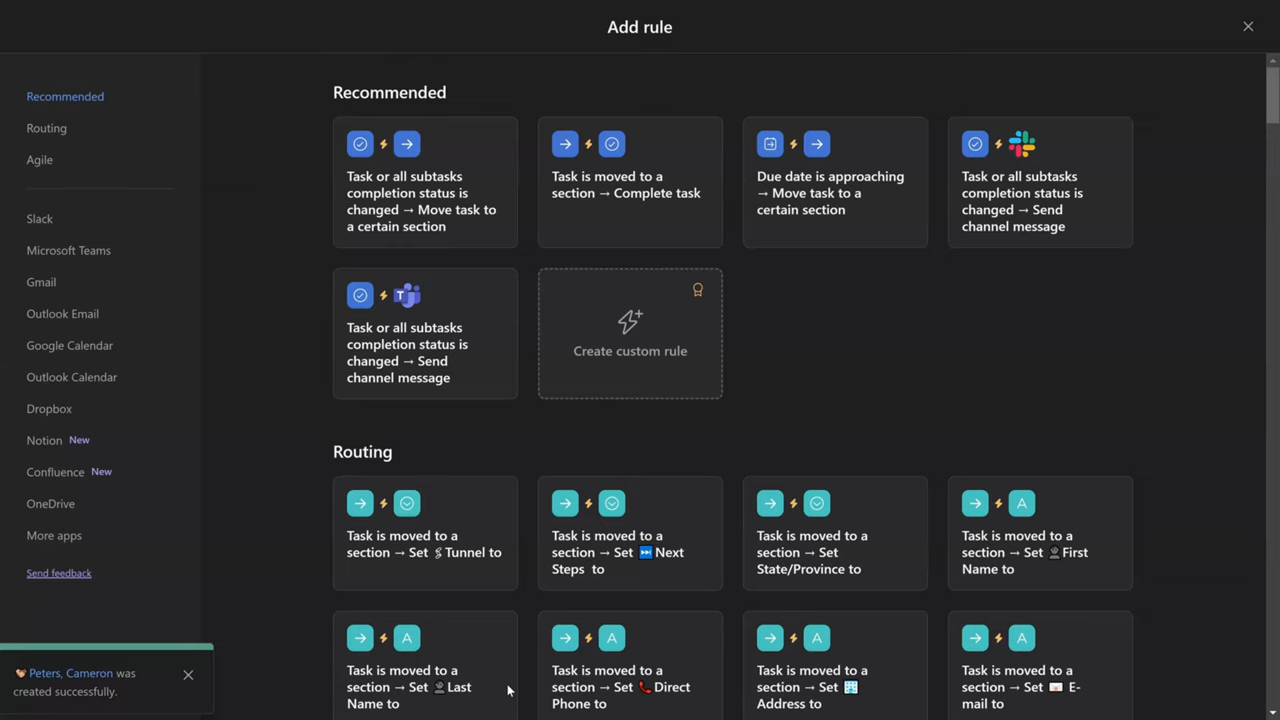 Add rule
Recommended
Routing
Agile
Slack
Microsoft Teams
Gmail
Outlook Email
Google Calendar
Outlook Calendar
Dropbox
Notion New
Confluence New
OneDrive
More apps
Send feedback
Peters, Cameron was
created successfully.
Recommended
Task or all subtasks
completion status is
changed → Move task to
a certain section
Task is moved to a
section → Complete task
Due date is approaching
→ Move task to a
certain section
Task or all subtasks
completion status is
changed → Send
channel message
Task or all subtasks
completion status is
changed → Send
channel message
Create custom rule
Routing
Task is moved to a
section → Set Tunnel to
Task is moved to a
section → Set ⏭️Next
Steps to
Task is moved to a
section → Set
State/Province to
Task is moved to a
section → Set First
Name to
Task is moved to a
section → Set Last
Name to
Task is moved to a
section → Set 📞Direct
Phone to
Task is moved to a
section → Set 🏢
Address to
Task is moved to a
section → Set 📧 E-
mail to